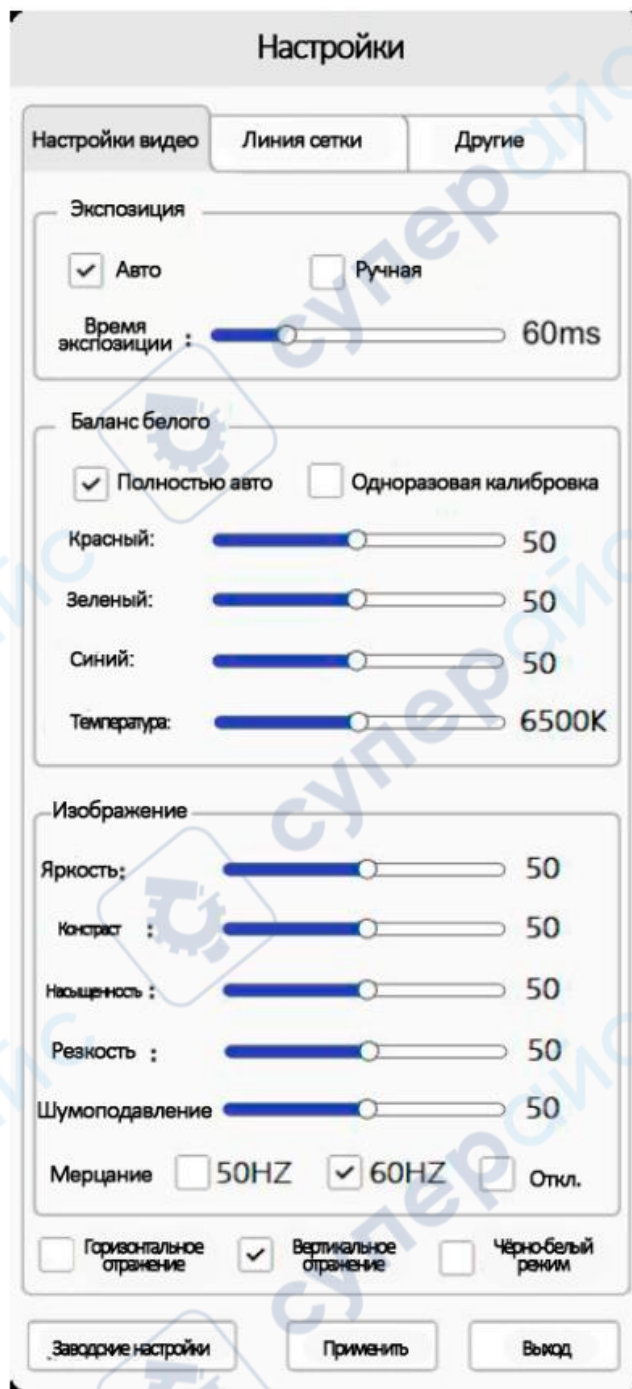 Настройки
Настройки видео Линия сетки Другие
Экспозиция
Авто Ручная
Время
экспозиции : 60ms
Баланс белого
Полностью авто Одноразовая калибровка
Красный: 50
Зеленый: 50
Синий: 50
Температура: 6500K
Изображение
Яркость: 50
Констраст : 50
Насыщенность : 50
Резкость : 50
Шумоподавление 50
Мерцание 50HZ 60HZ Откл.
Горизонтальное
отражение
Вертикальное
отражение
Чёрно-белый
режим
Заводские настройки Применить Выход
суперайс